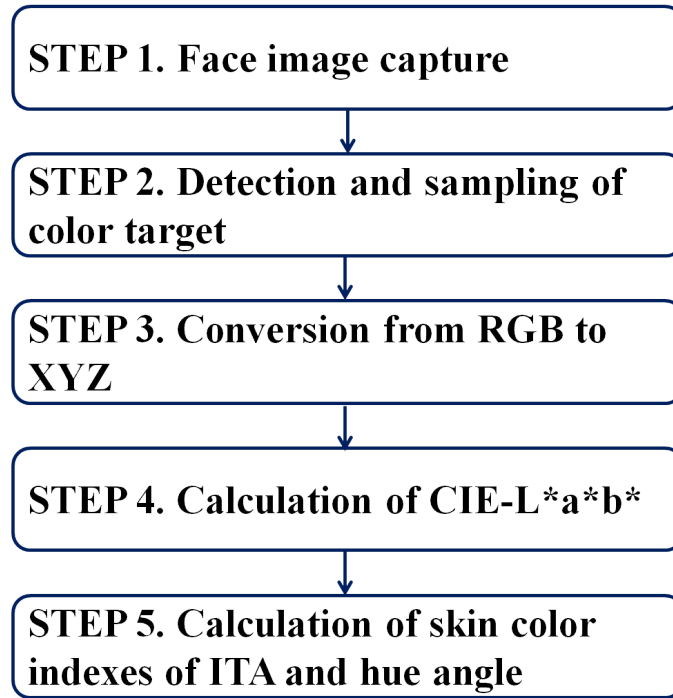 STEP 1. Face image capture
STEP 2. Detection and sampling of
color target
STEP 3. Conversion from RGB to
XYZ
STEP 4. Calculation of CIE-L*a*b*
STEP 5. Calculation of skin color
indexes of ITA and hue angle